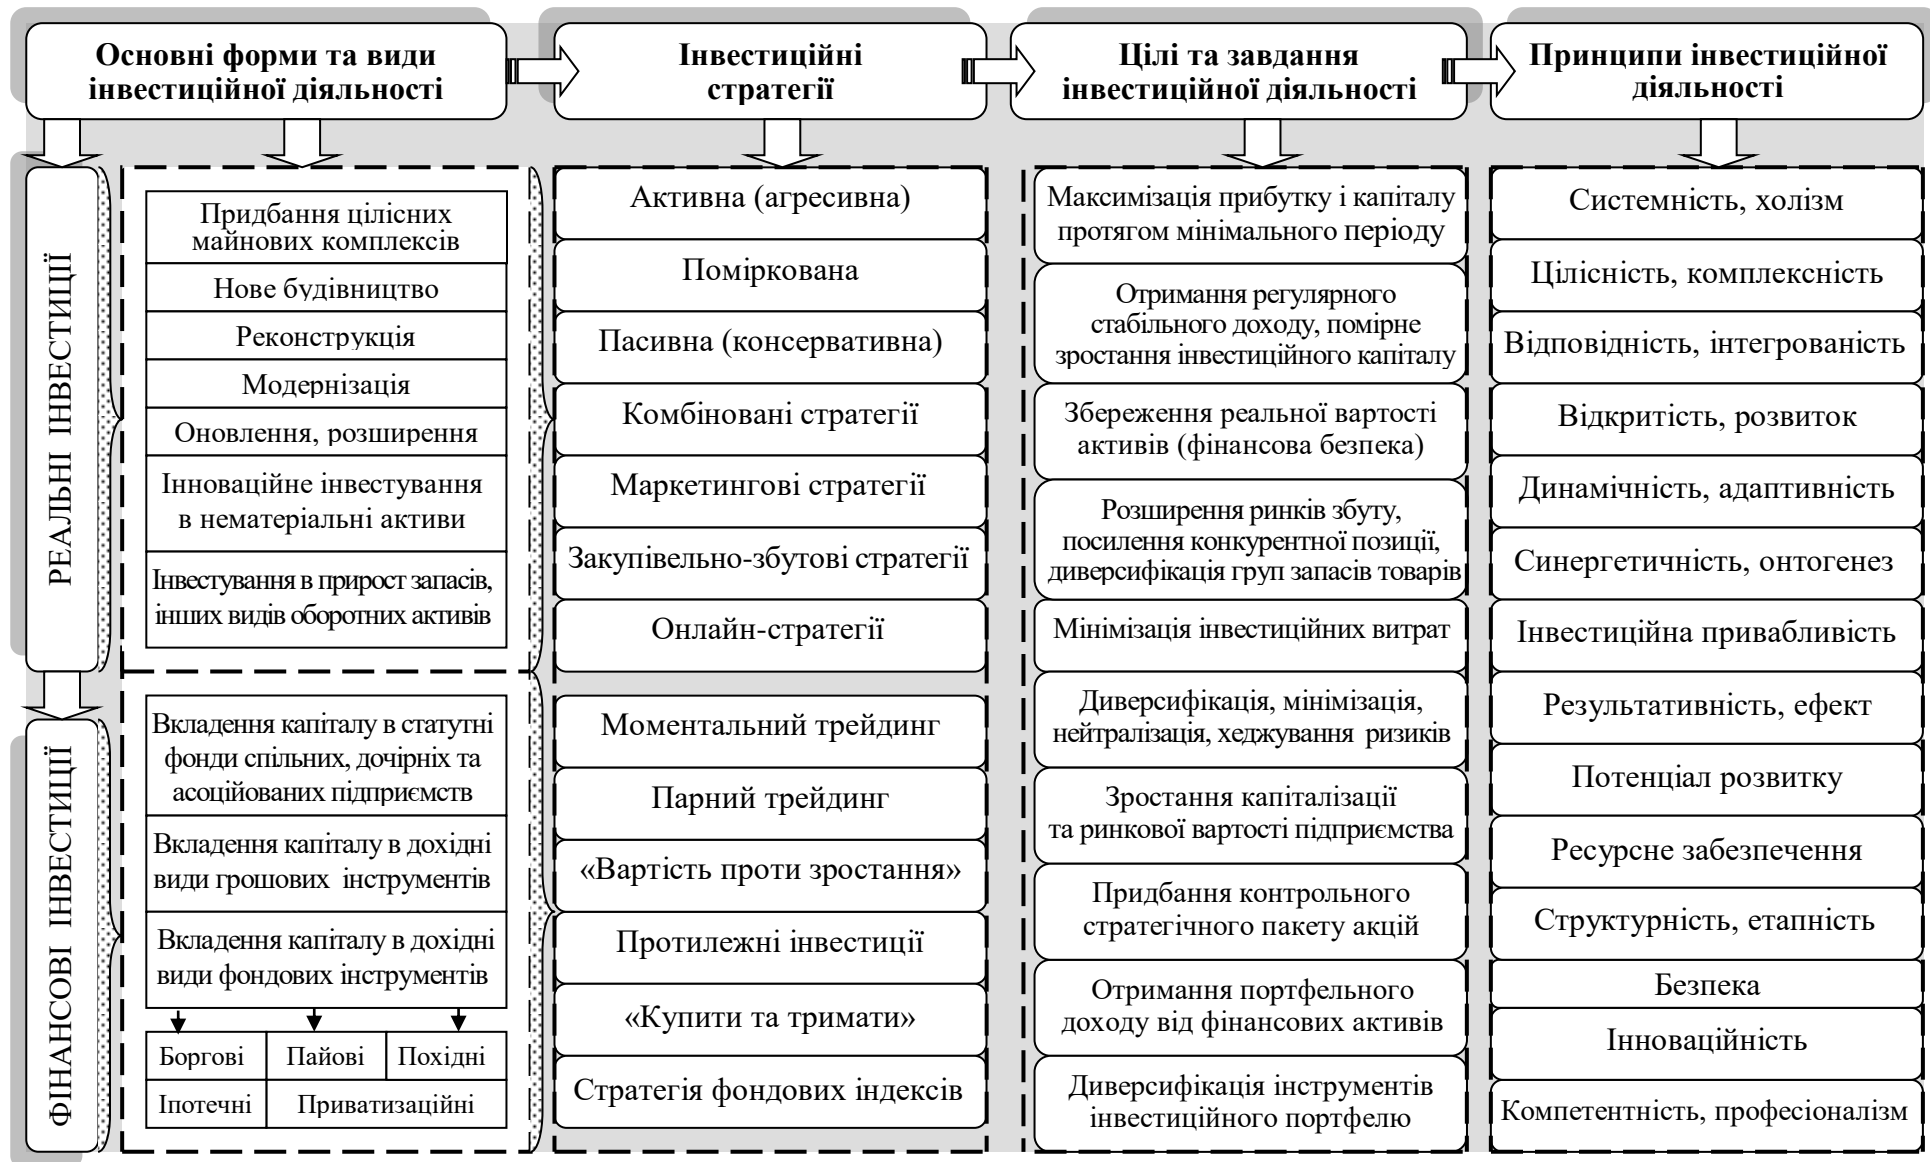 Основні форми та види
інвестиційної діяльності
Інвестиційні
стратегії
Цілі та завдання
інвестиційної діяльності
Принципи інвестиційної
діяльності
РЕАЛЬНІ ІНВЕСТИЦІЇ
Придбання цілісних
майнових комплексів
Нове будівництво
Реконструкція
Модернізація
Оновлення, розширення
Інноваційне інвестування
в нематеріальні активи
Інвестування в прирост запасів,
інших видів оборотних активів
ФІНАНСОВІ ІНВЕСТИЦІЇ
Вкладення капіталу в статутні
фонди спільних, дочірніх та
асоційованих підприємств
Вкладення капіталу в дохідні
види грошових інструментів
Вкладення капіталу в дохідні
види фондових інструментів
Боргові
Пайові
Похідні
Іпотечні
Приватизаційні
Активна (агресивна)
Поміркована
Пасивна (консервативна)
Комбіновані стратегії
Маркетингові стратегії
Закупівельно-збутові стратегії
Онлайн-стратегії
Моментальний трейдинг
Парний трейдинг
«Вартість проти зростання»
Протилежні інвестиції
«Купити та тримати»
Стратегія фондових індексів
Максимізація прибутку і капіталу
протягом мінімального періоду
Отримання регулярного
стабільного доходу, помірне
зростання інвестиційного капіталу
Збереження реальної вартості
активів (фінансова безпека)
Розширення ринків збуту,
посилення конкурентної позиції,
диверсифікація груп запасів товарів
Мінімізація інвестиційних витрат
Диверсифікація, мінімізація,
нейтралізація, хеджування ризиків
Зростання капіталізації
та ринкової вартості підприємства
Придбання контрольного
стратегічного пакету акцій
Отримання портфельного
доходу від фінансових активів
Диверсифікація інструментів
інвестиційного портфелю
Системність, холізм
Цілісність, комплексність
Відповідність, інтегрованість
Відкритість, розвиток
Динамічність, адаптивність
Синергетичність, онтогенез
Інвестиційна привабливість
Результативність, ефект
Потенціал розвитку
Ресурсне забезпечення
Структурність, етапність
Безпека
Інноваційність
Компетентність, професіоналізм